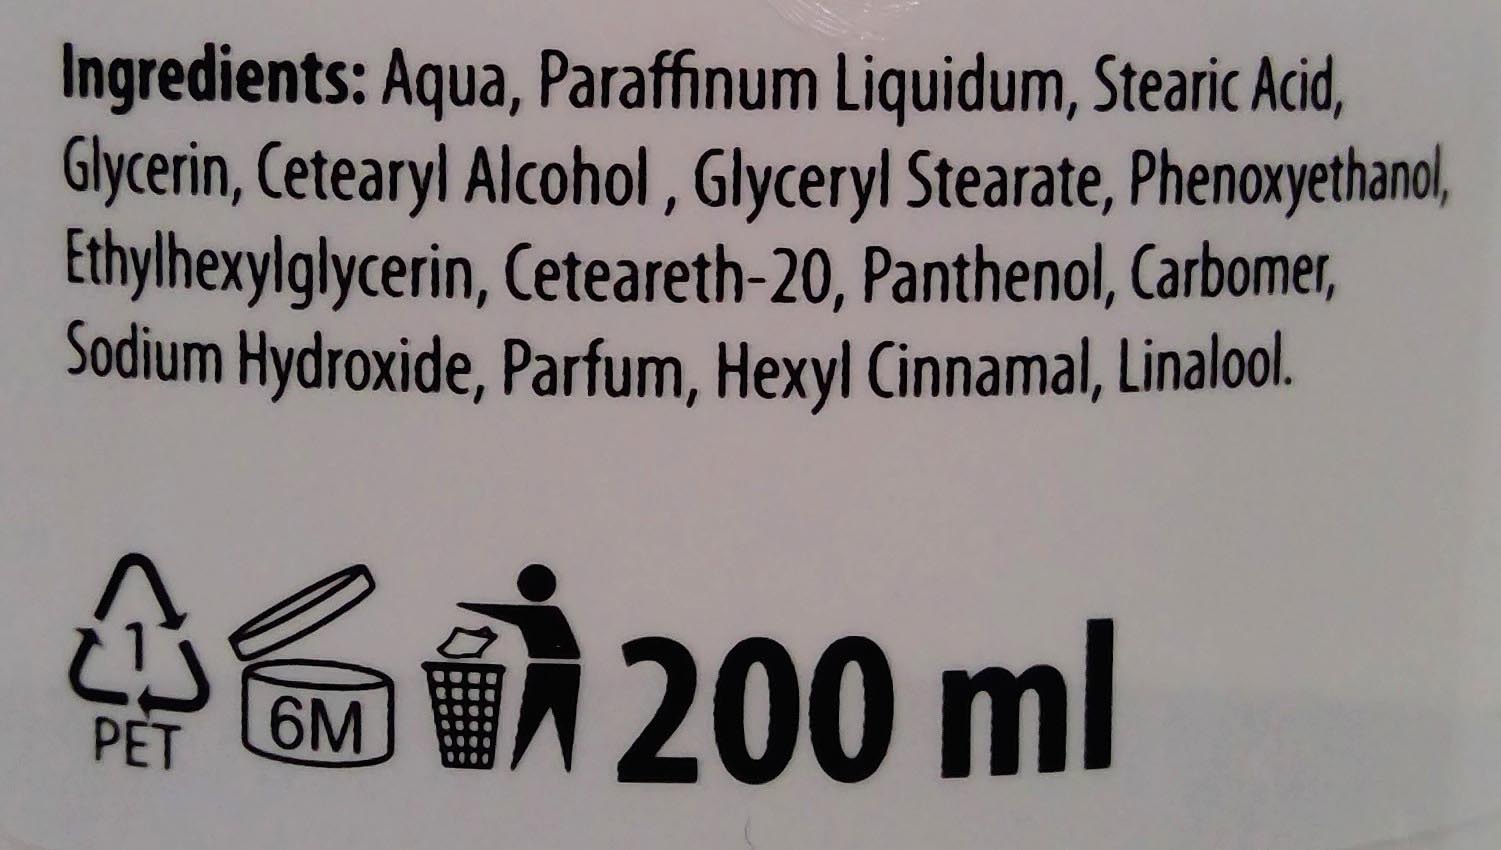 Ingredients: Aqua, Paraffinum Liquidum, Stearic Acid,
Glycerin, Cetearyl Alcohol , Glyceryl Stearate, Phenoxyethanol,
Ethylhexylglycerin, Ceteareth-20, Panthenol, Carbomer,
Sodium Hydroxide, Parfum, Hexyl Cinnamal, Linalool.
1
PET
6M
200 ml